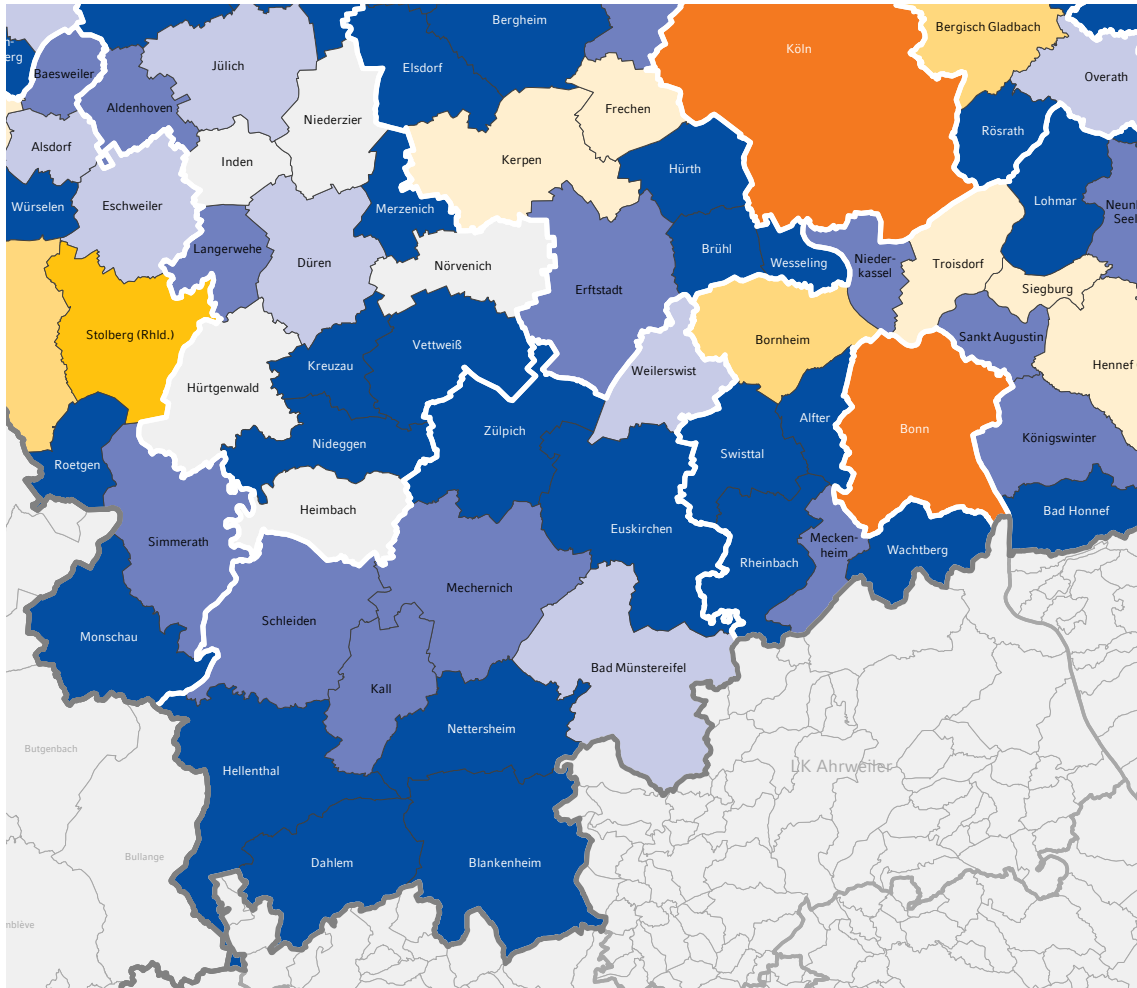 Bergheim
Köln
Bergisch Gladbach
Elsdorf
Jülich
Baesweiler
Overath
Aldenhoven
Frechen
Niederzier
Rösrath
Alsdorf
Inden
Kerpen
Hürth
Lohmar
Eschweiler
Würselen
Merzenich
Langerwehe
Brühl
Wesseling
Düren
Nörvenich
Nieder-
kassel
Troisdorf
Siegburg
Erftstadt
Stolberg (Rhld.)
Bornheim
Sankt Augustin
Vettweiß
Kreuzau
Hennef
Weilerswist
Hürtgenwald
Alfter
Bonn
Zülpich
Nideggen
Königswinter
Swisttal
Roetgen
Heimbach
Bad Honnef
Euskirchen
Simmerath
Mecken-
heim
Wachtberg
Rheinbach
Mechernich
Schleiden
Monschau
Bad Münstereifel
Kall
Nettersheim
Butgenbach
Hellenthal
LK Ahrweiler
Bullange
Dahlem
Blankenheim